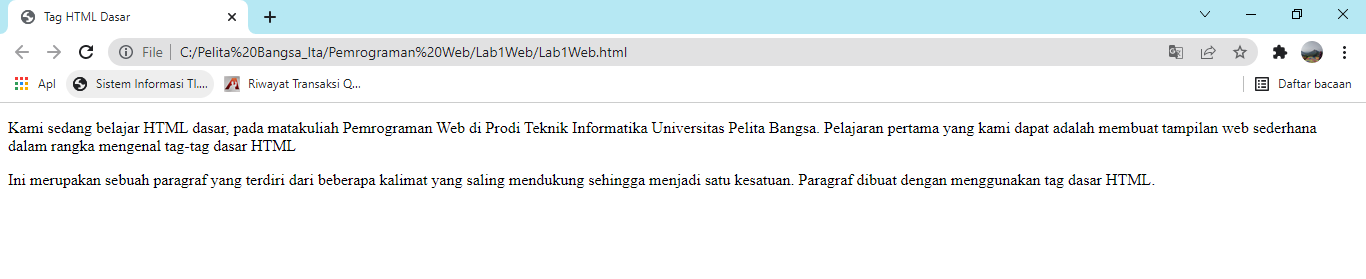 Tag HTML Dasar
File
C:/Pelita%20Bangsa_Ita/Pemrograman%20Web/Lab1Web/Lab1Web.html
Apl
Sistem Informasi TI....
Riwayat Transaksi Q...
Daftar bacaan
Kami sedang belajar HTML dasar, pada matakuliah Pemrograman Web di Prodi Teknik Informatika Universitas Pelita Bangsa. Pelajaran pertama yang kami dapat adalah membuat tampilan web sederhana
dalam rangka mengenal tag-tag dasar HTML
Ini merupakan sebuah paragraf yang terdiri dari beberapa kalimat yang saling mendukung sehingga menjadi satu kesatuan. Paragraf dibuat dengan menggunakan tag dasar HTML.